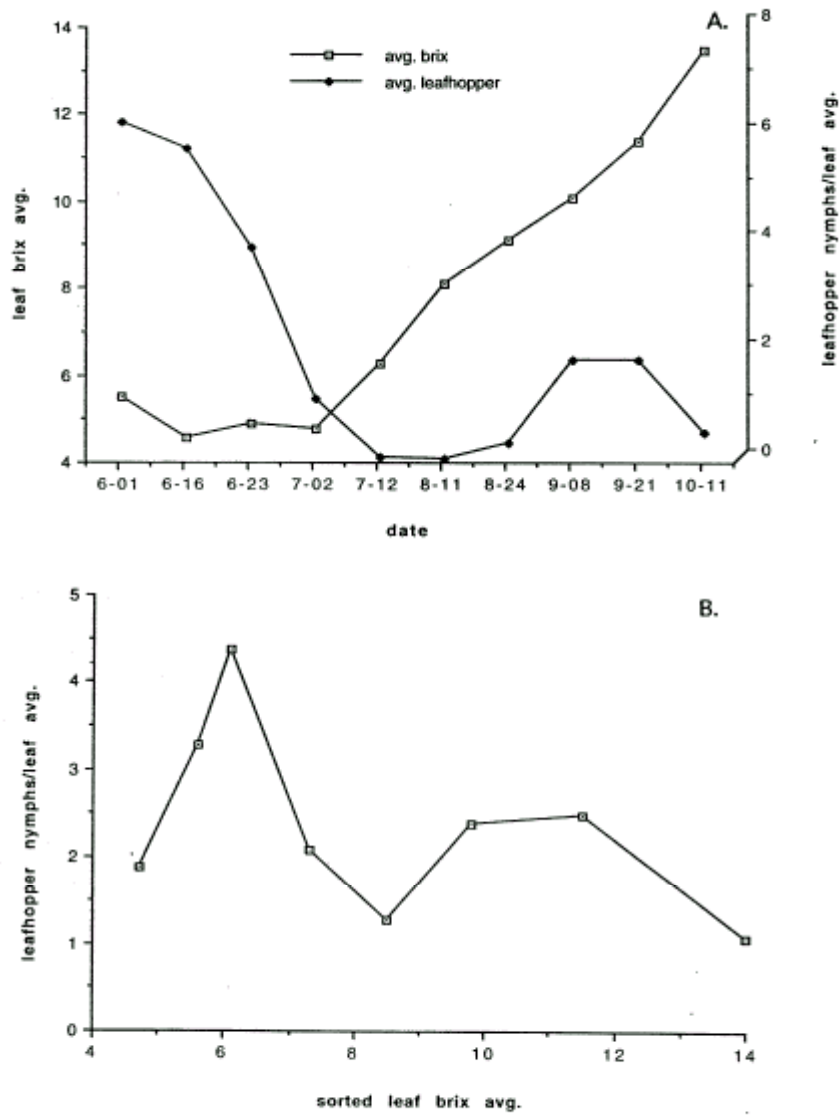 A.
avg. brix
avg. leafhopper
14
12
10
8
6
4
leaf brix avg.
8
6
4
2
0
leafhopper nymphs/leaf avg.
6-01 6-16 6-23 7-02 7-12 8-11 8-24 9-08 9-21 10-11
date
B.
5
4
3
2
1
0
leafhopper nymphs/leaf avg.
4 6 8 10 12 14
sorted leaf brix avg.